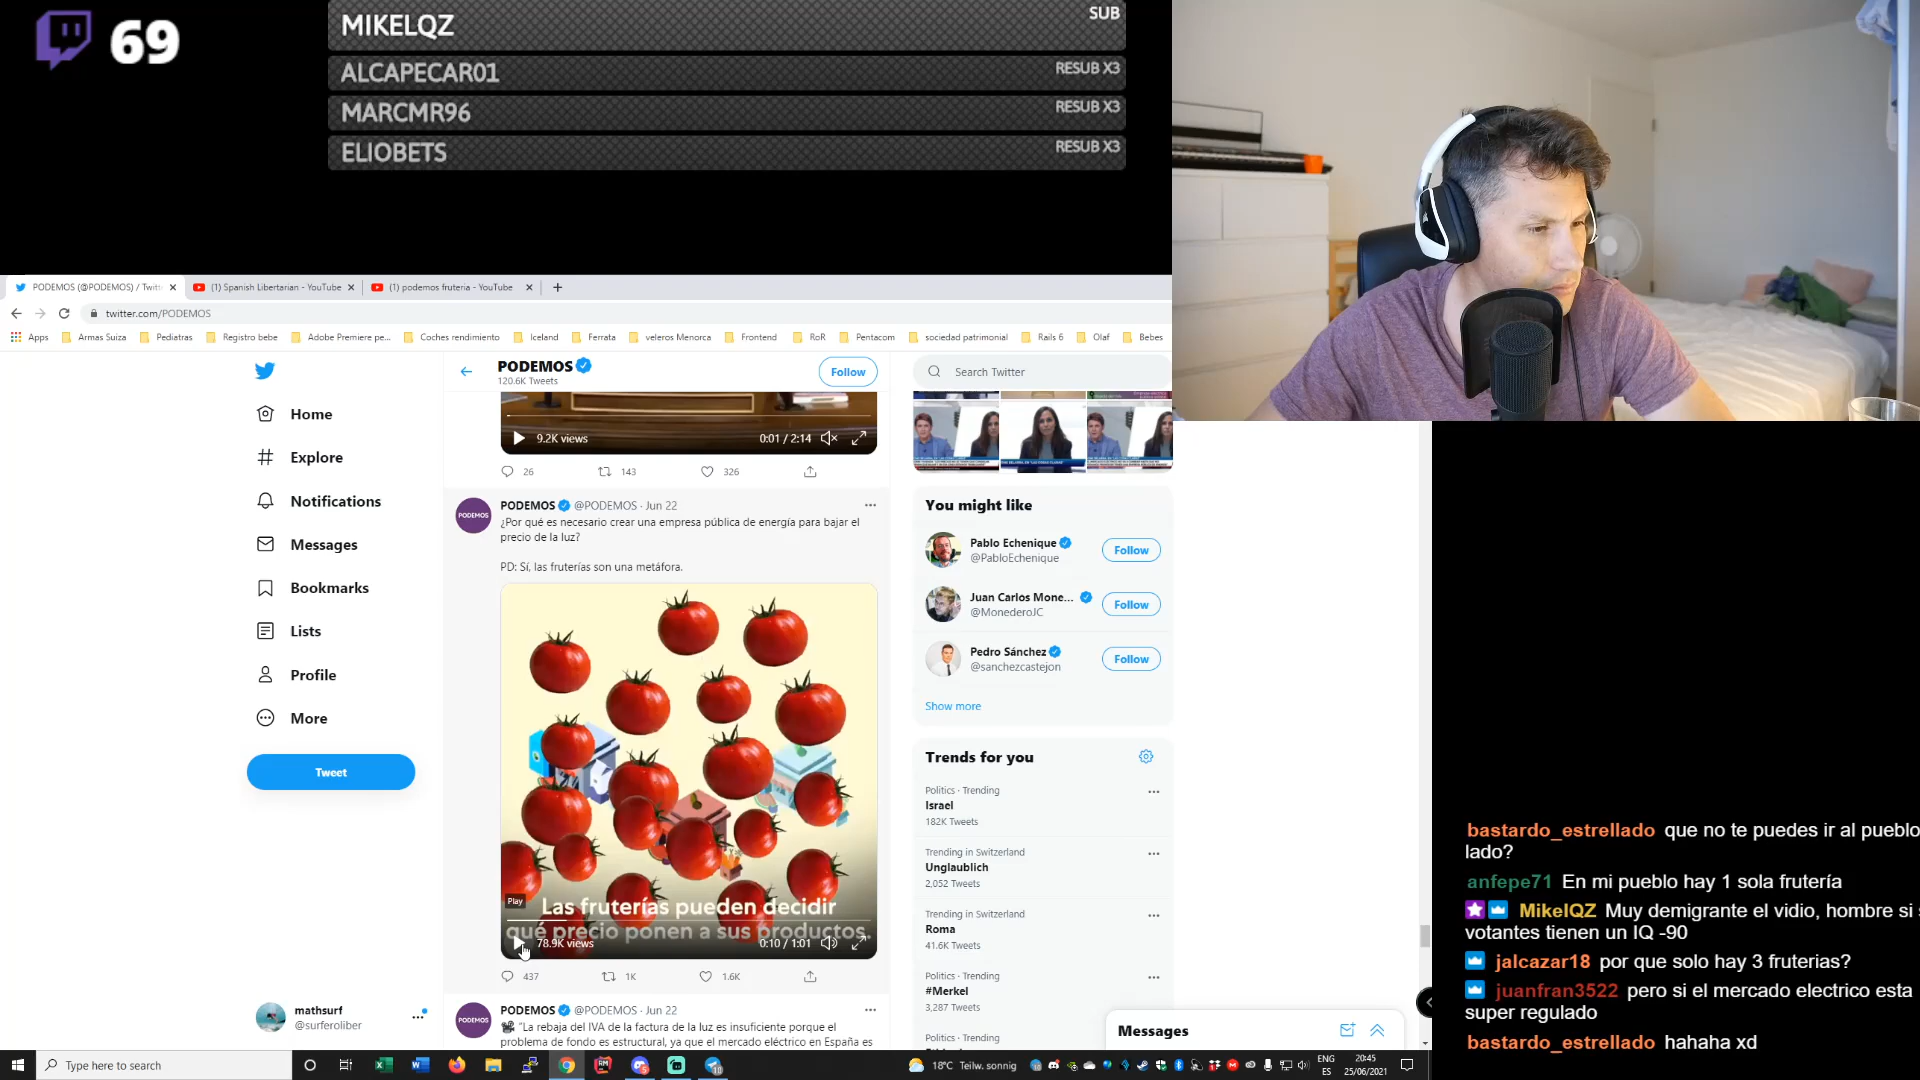 69
MIKELQZ SUB
ALCAPECAR01 RESUB X3
MARCMR96 RESUB X3
ELIOBETS RESUB X3
PODEMOS (@PODEMOS) / Twitt
(1) Spanish Libertarian - YouTube
(1) podemos fruteria - YouTube
twitter.com/PODEMOS
Apps
Armas Suiza
Pediatras
Registro bebe
Adobe Premiere pe...
Coches rendimiento
Iceland
Ferrata
veleros Menorca
Frontend
RoR
Pentacom
sociedad patrimonial
Rails 6
Olaf
Bebes
Home
Explore
Notifications
Messages
Bookmarks
Lists
Profile
More
Tweet
mathsurf
@surferoliber
PODEMOS
120.6K Tweets
Follow
9.2K views
0:01 / 2:14
26
143
326
PODEMOS
PODEMOS @PODEMOS · Jun 22
¿Por qué es necesario crear una empresa pública de energía para bajar el
precio de la luz?
PD: Sí, las fruterías son una metáfora.
Play
Las fruterías pueden decidir
qué precio ponen a sus productos.
78.9K views
0:10 / 1:01
437
1K
1.6K
PODEMOS
PODEMOS @PODEMOS · Jun 22
"La rebaja del IVA de la factura de la luz es insuficiente porque el
problema de fondo es estructural, ya que el mercado eléctrico en España es
Search Twitter
You might like
Pablo Echenique
@PabloEchenique
Follow
Juan Carlos Mone...
@MonederoJC
Follow
Pedro Sánchez
@sanchezcastejon
Follow
Show more
Trends for you
Politics · Trending
Israel
182K Tweets
Trending in Switzerland
Unglaublich
2,052 Tweets
Trending in Switzerland
Roma
41.6K Tweets
Politics · Trending
#Merkel
3,287 Tweets
Politics · Trending
Messages
bastardo_estrellado que no te puedes ir al pueblo
lado?
anfepe71 En mi pueblo hay 1 sola frutería
MikelQZ Muy demigrante el vidio, hombre si s
votantes tienen un IQ -90
jalcazar18 por que solo hay 3 fruterias?
juanfran3522 pero si el mercado electrico esta
super regulado
bastardo_estrellado hahaha xd
Type here to search
18°C Teilw. sonnig
ENG
ES
20:45
25/06/2021